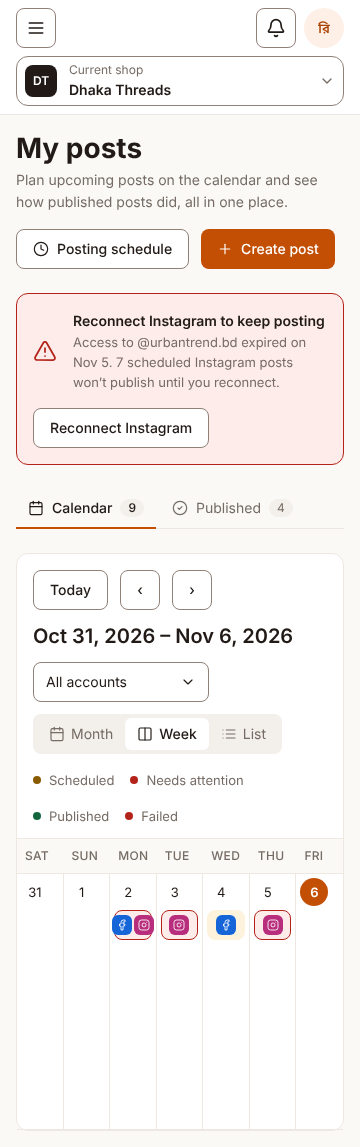 রি
DT
Current shop
Dhaka Threads
My posts
Plan upcoming posts on the calendar and see
how published posts did, all in one place.
Posting schedule
Create post
Reconnect Instagram to keep posting
Access to @urbantrend.bd expired on
Nov 5. 7 scheduled Instagram posts
won’t publish until you reconnect.
Reconnect Instagram
Calendar 9 Published 4
Today ‹ ›
Oct 31, 2026 – Nov 6, 2026
All accounts
Month Week List
Scheduled Needs attention
Published Failed
SAT SUN MON TUE WED THU FRI
31 1 2 3 4 5 6